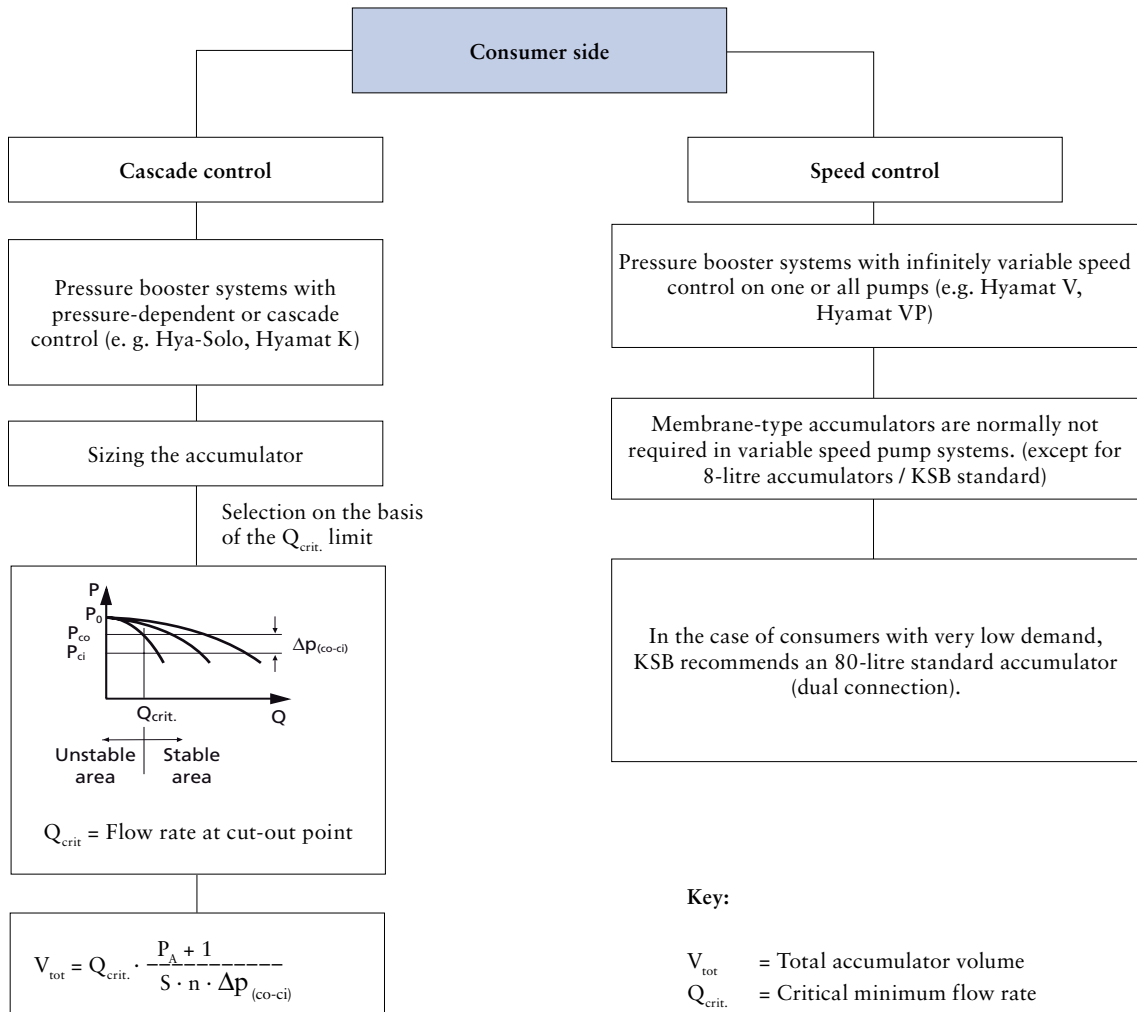 Consumer side
Cascade control
Pressure booster systems with
pressure-dependent or cascade
control (e. g. Hya-Solo, Hyamat K)
Sizing the accumulator
Selection on the basis
of the Q crit. limit
P
P0
Pco
Pci
Δp(co-ci)
Qcrit.
Q
Unstable
area
Stable
area
Qcrit = Flow rate at cut-out point
Vtot = Qcrit. · (PA + 1) / (S · n · Δp(co-ci))
Speed control
Pressure booster systems with infinitely variable speed
control on one or all pumps (e.g. Hyamat V,
Hyamat VP)
Membrane-type accumulators are normally not
required in variable speed pump systems. (except for
8-litre accumulators / KSB standard)
In the case of consumers with very low demand,
KSB recommends an 80-litre standard accumulator
(dual connection).
Key:
Vtot = Total accumulator volume
Qcrit. = Critical minimum flow rate